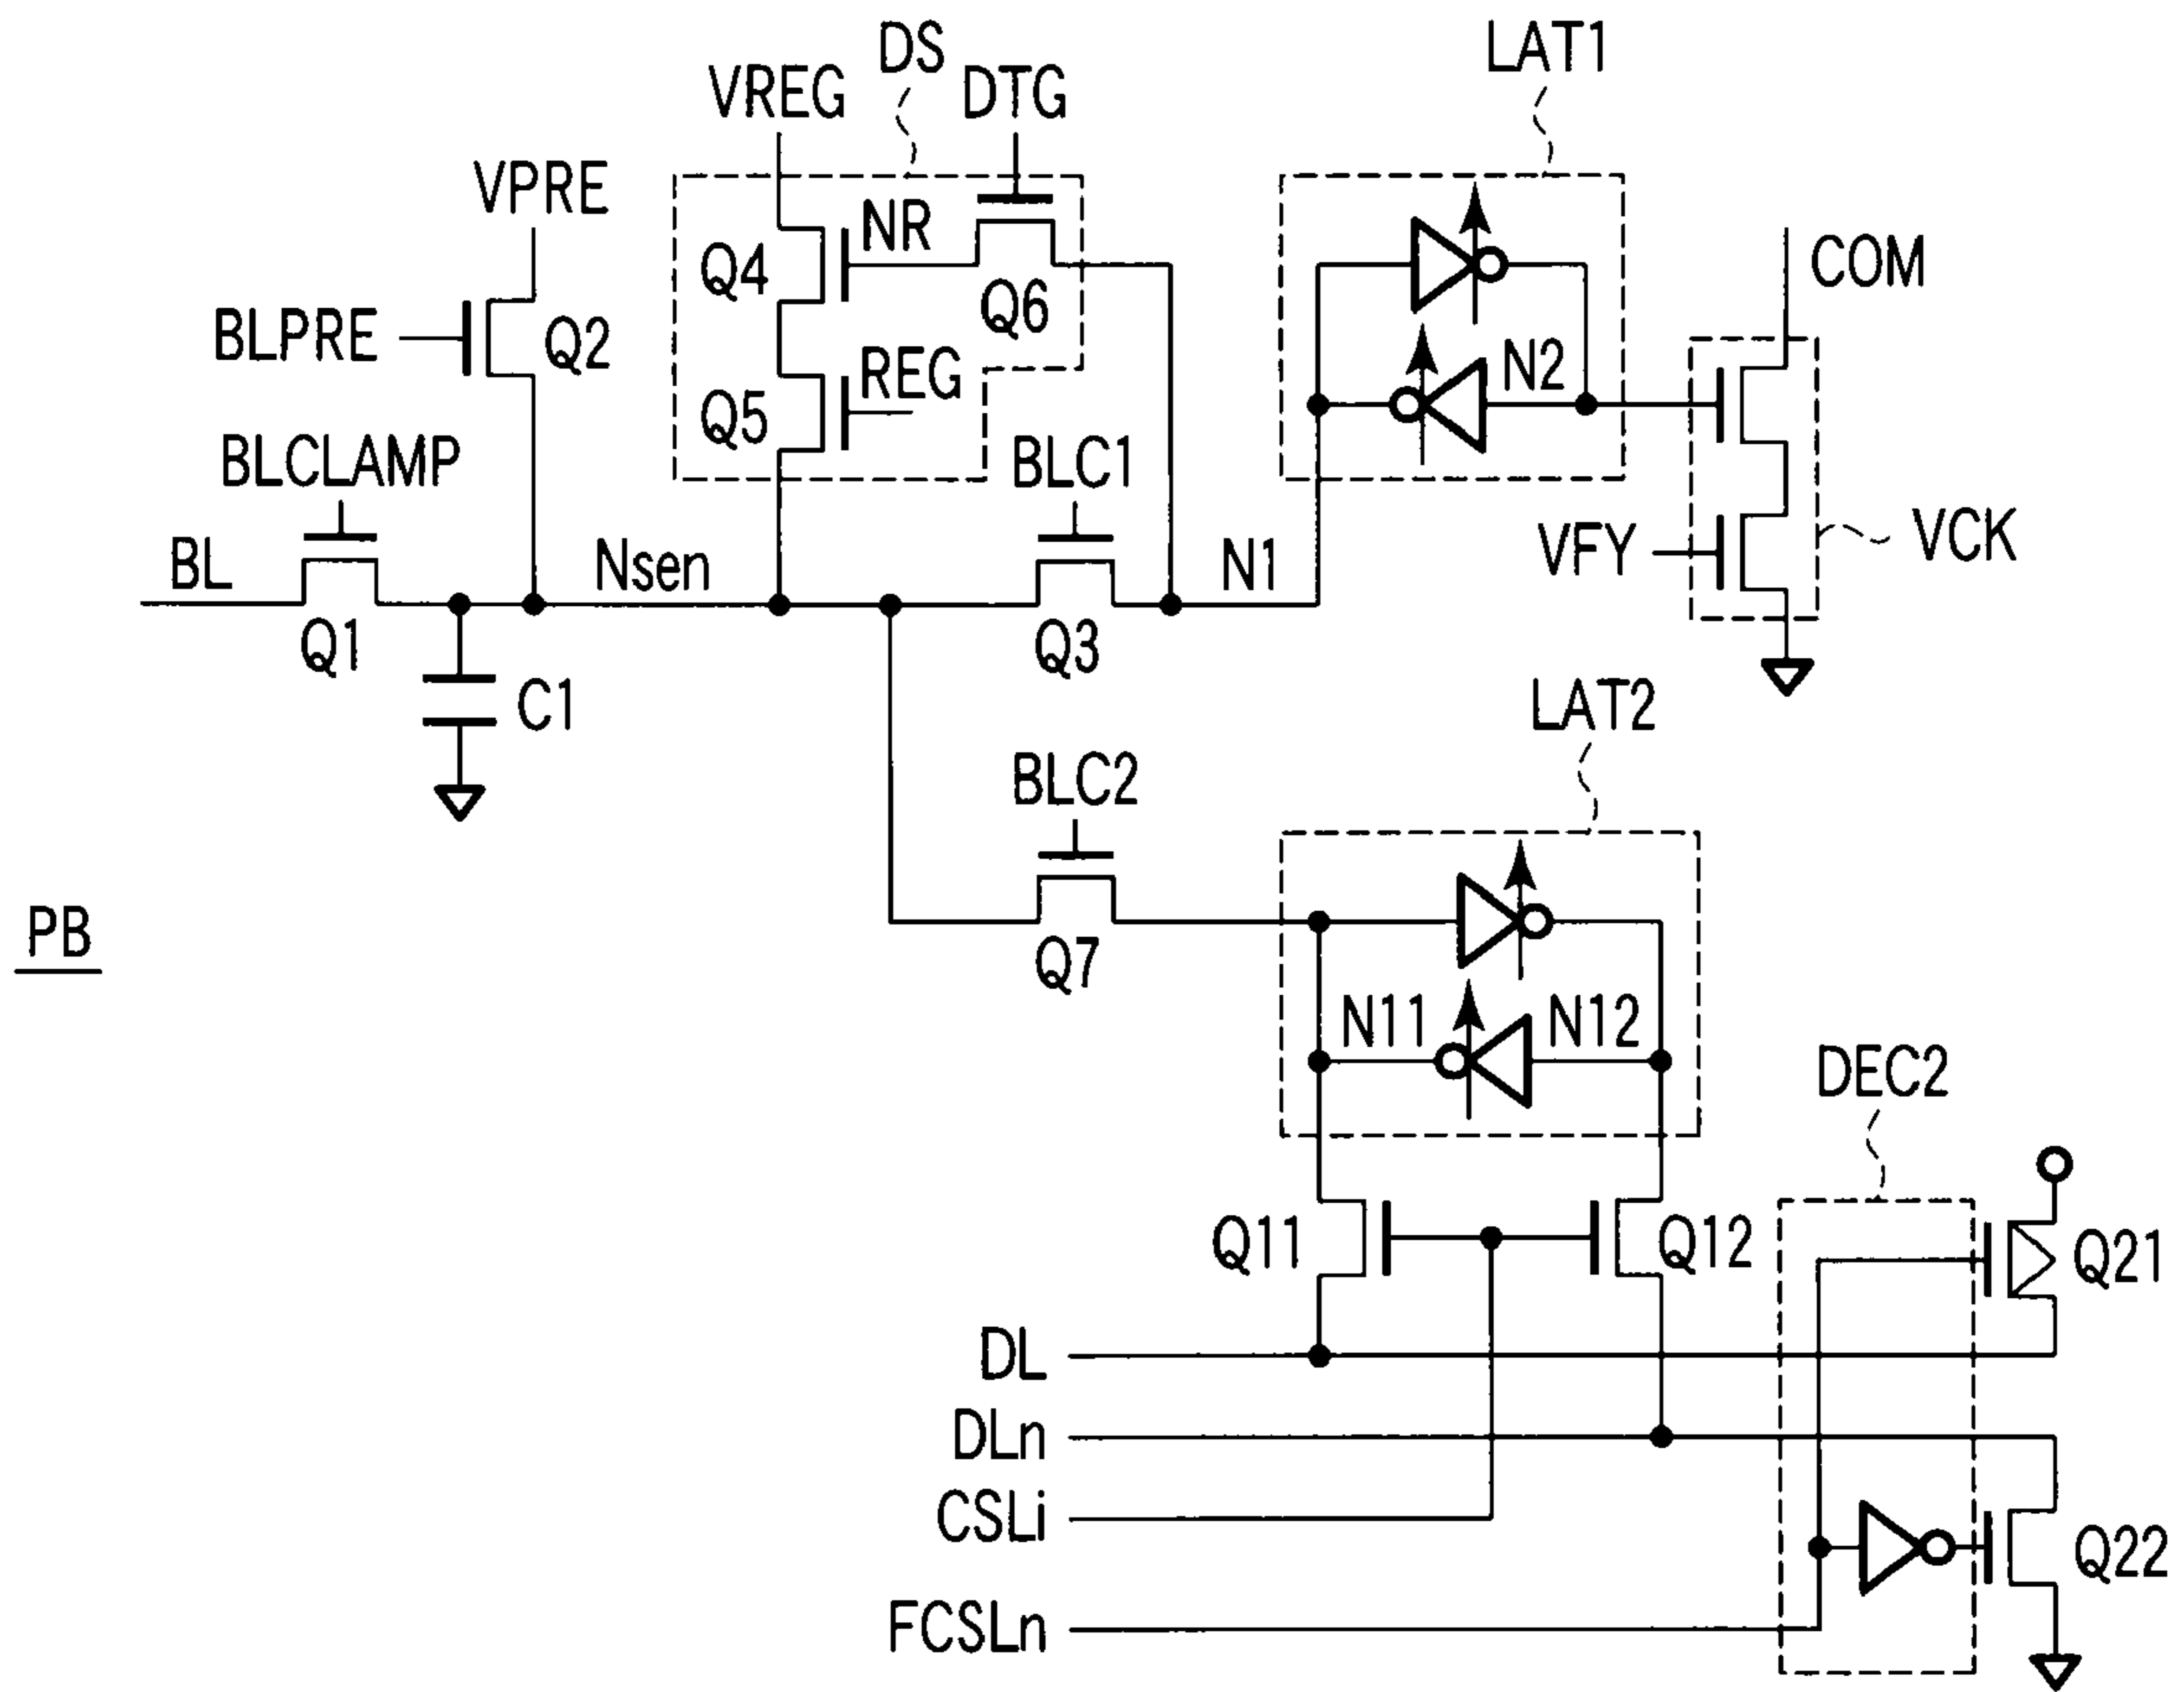 DS
LAT1
VREG
DTG
VPRE
NR
COM
Q4
Q6
BLPRE
Q2
REG
N2
Q5
BLCLAMP
BLC1
VFY
VCK
BL
Nsen
N1
Q1
Q3
C1
LAT2
BLC2
PB
Q7
N11
N12
DEC2
Q11
Q12
Q21
DL
DLn
CSLi
Q22
FCSLn